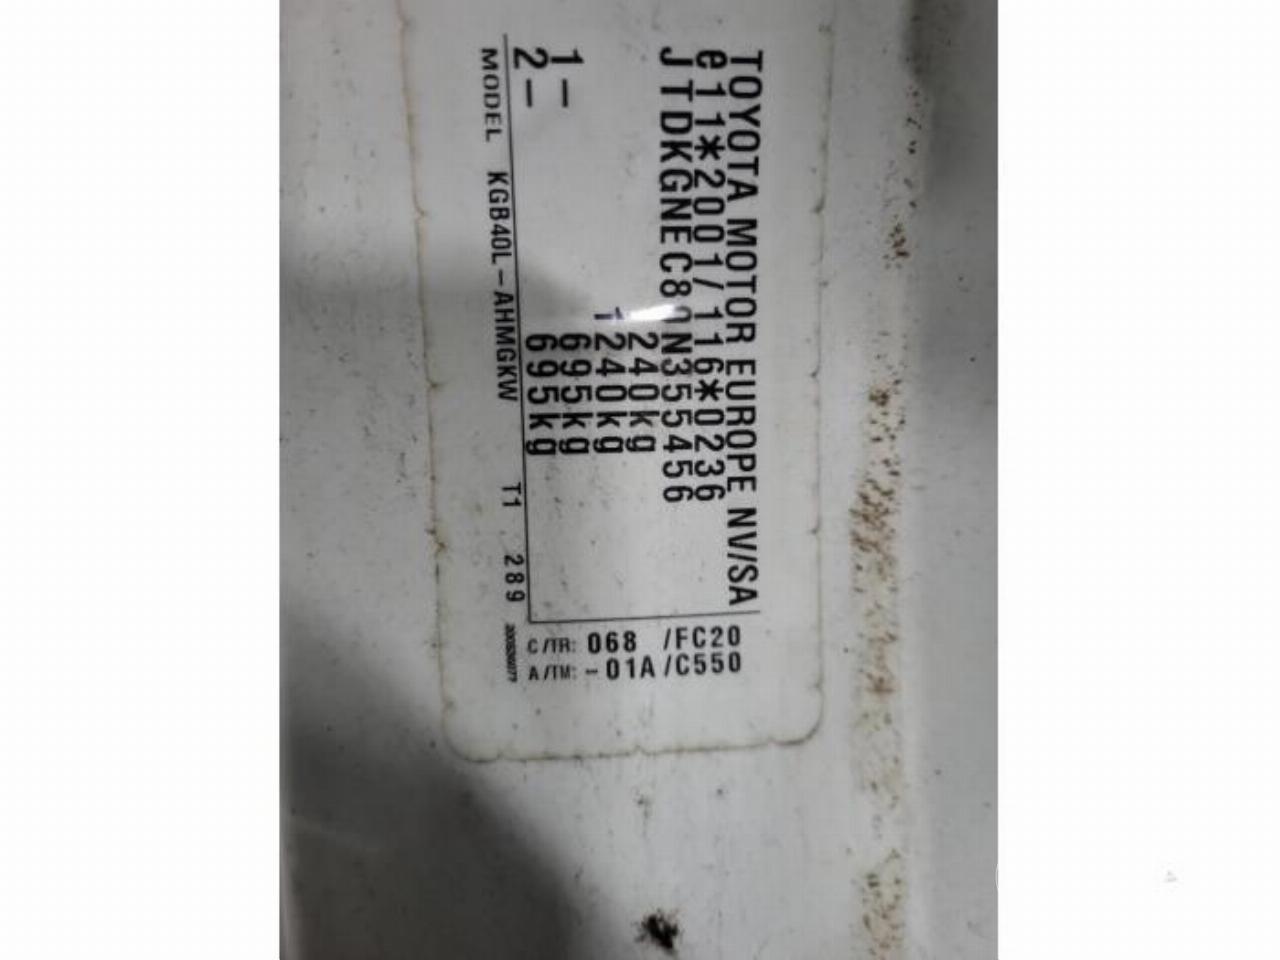 TOYOTA MOTOR EUROPE NV/SA
e11*2001/116*0236
JTDKGNEC80N355456
1240kg
1- 695kg
2- 695kg
MODEL KGB40L-AHMGKW T1 289
C/TR: 068 /FC20
A/TM: -01A /C550